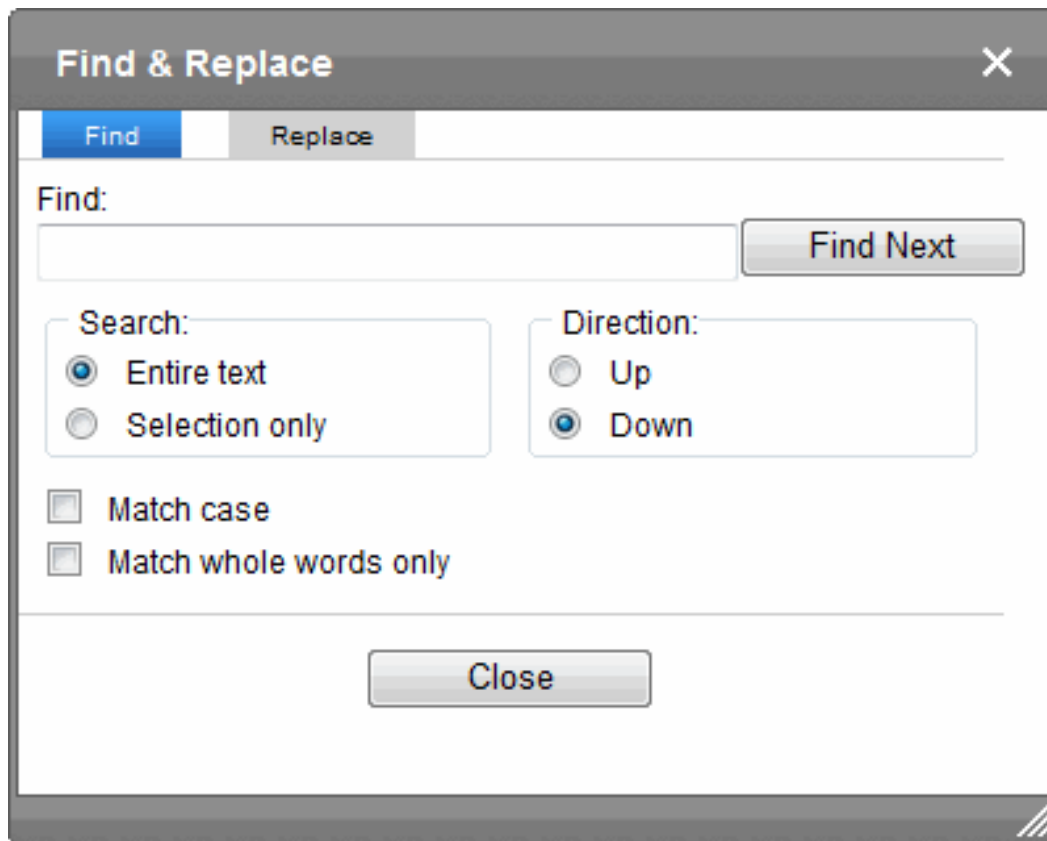 Find & Replace
Find Replace
Find:
Find Next
Search: Direction:
Entire text Up
Selection only Down
Match case
Match whole words only
Close